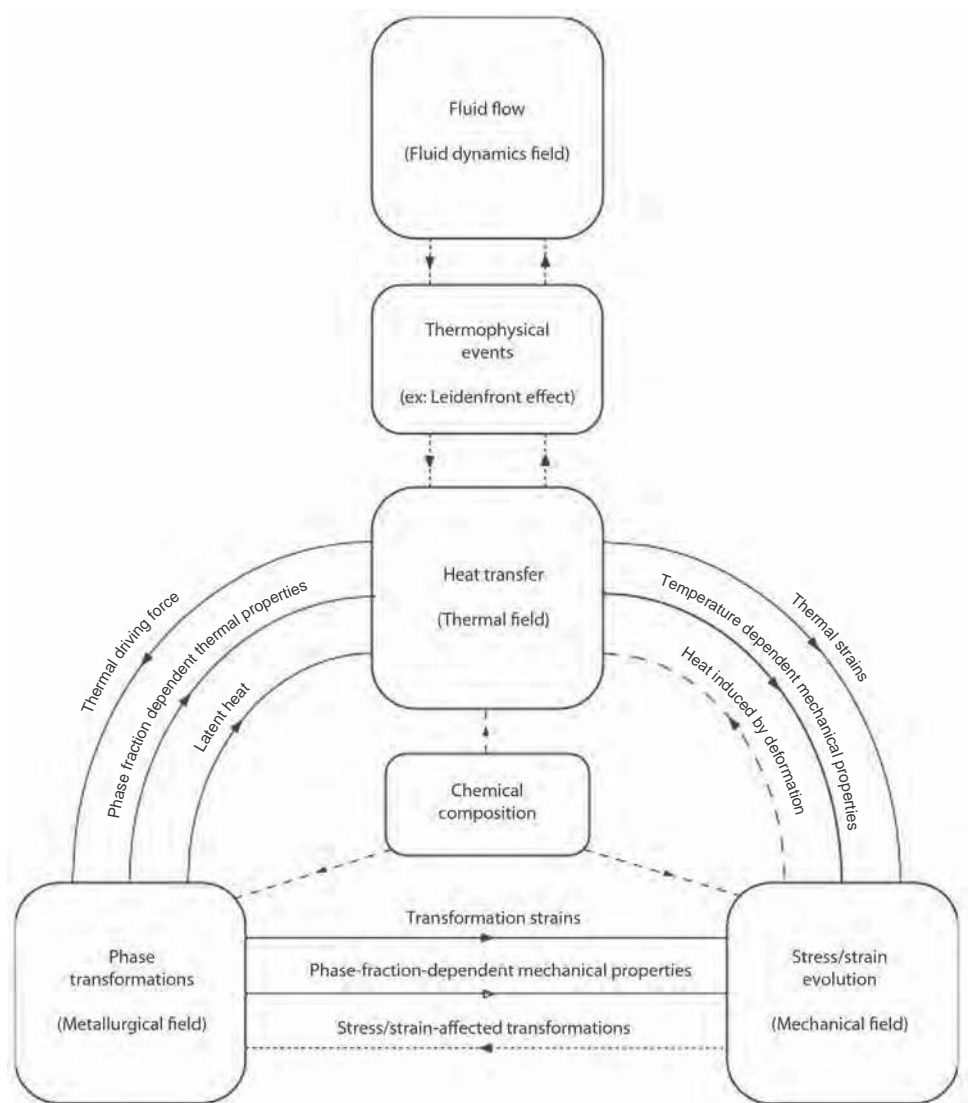 Fluid flow
(Fluid dynamics field)
Thermophysical
events
(ex: Leidenfront effect)
Heat transfer
(Thermal field)
Thermal driving force
Phase fraction dependent thermal properties
Latent heat
Thermal strains
Temperature dependent mechanical properties
Heat induced by deformation
Chemical
composition
Phase
transformations
(Metallurgical field)
Transformation strains
Phase-fraction-dependent mechanical properties
Stress/strain-affected transformations
Stress/strain
evolution
(Mechanical field)